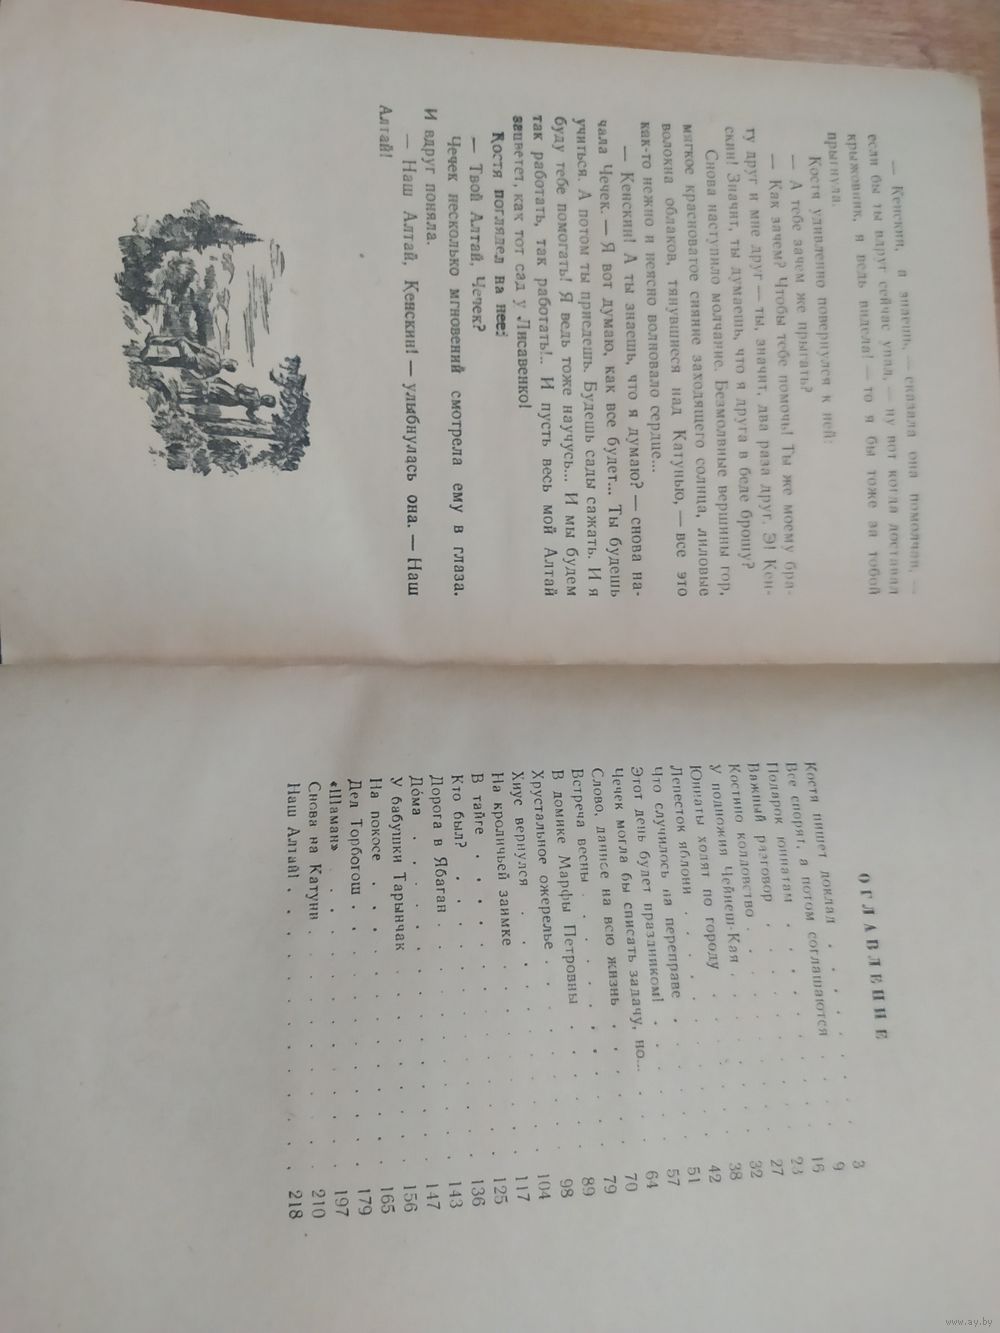 — Кенскин, а знаешь, — сказала она помолчав, —
если бы ты вдруг сейчас упал, — ну вот когда доставал
крыжовник, я ведь видела! — то я бы тоже за тобой
прыгнула.
Костя удивленно повернулся к ней:
— А тебе зачем же прыгать?
— Как зачем? Чтобы тебе помочь! Ты же моему бра-
ту друг и мне друг — ты, значит, два раза друг. Э! Кен-
скин! Значит, ты думаешь, что я друга в беде брошу?
Снова наступило молчание. Безмолвные вершины гор,
мягкое красноватое сияние заходящего солнца, лиловые
волокна облаков, тянувшиеся над Катунью, — все это
как-то нежно и неясно волновало сердце...
— Кенскин! А ты знаешь, что я думаю? — снова на-
чала Чечек. — Я вот думаю, как все будет... Ты будешь
учиться. А потом ты приедешь. Будешь сады сажать. И я
буду тебе помогать! Я ведь тоже научусь... И мы будем
так работать, так работать!.. И пусть весь мой Алтай
зацветет, как тот сад у Лисавенко!
Костя поглядел на нее:
— Твой Алтай, Чечек?
Чечек несколько мгновений смотрела ему в глаза.
И вдруг поняла.
— Наш Алтай, Кенскин! — улыбнулась она. — Наш
Алтай!
ОГЛАВЛЕНИЕ
Костя пишет доклад . . . . . . 3
Все спорят, а потом соглашаются . . . . 9
Подарок юннатам . . . . . . 16
Важный разговор . . . . . . 23
Костино колдовство . . . . . . 27
У подножия Чейнеш-Кая . . . . . . 32
Юннаты ходят по городу . . . . . . 38
Лепесток яблони . . . . . . 42
Что случилось на переправе . . . . . . 51
Этот день будет праздником! . . . . . . 57
Чечек могла бы списать задачу, но... . . . . 64
Слово, данное на всю жизнь . . . . . . 70
Встреча весны . . . . . . 79
В домике Марфы Петровны . . . . . . 89
Хрустальное ожерелье . . . . . . 98
Хиус вернулся . . . . . . 104
На кроличьей заимке . . . . . . 117
В тайге . . . . . . 125
Кто был? . . . . . . 136
Дорога в Ябаган . . . . . . 143
Дома . . . . . . 147
У бабушки Тарынчак . . . . . . 156
На покосе . . . . . . 165
Дед Торбогош . . . . . . 179
«Шаман» . . . . . . 197
Снова на Катуни . . . . . . 210
Наш Алтай! . . . . . . 218
www.ay.by